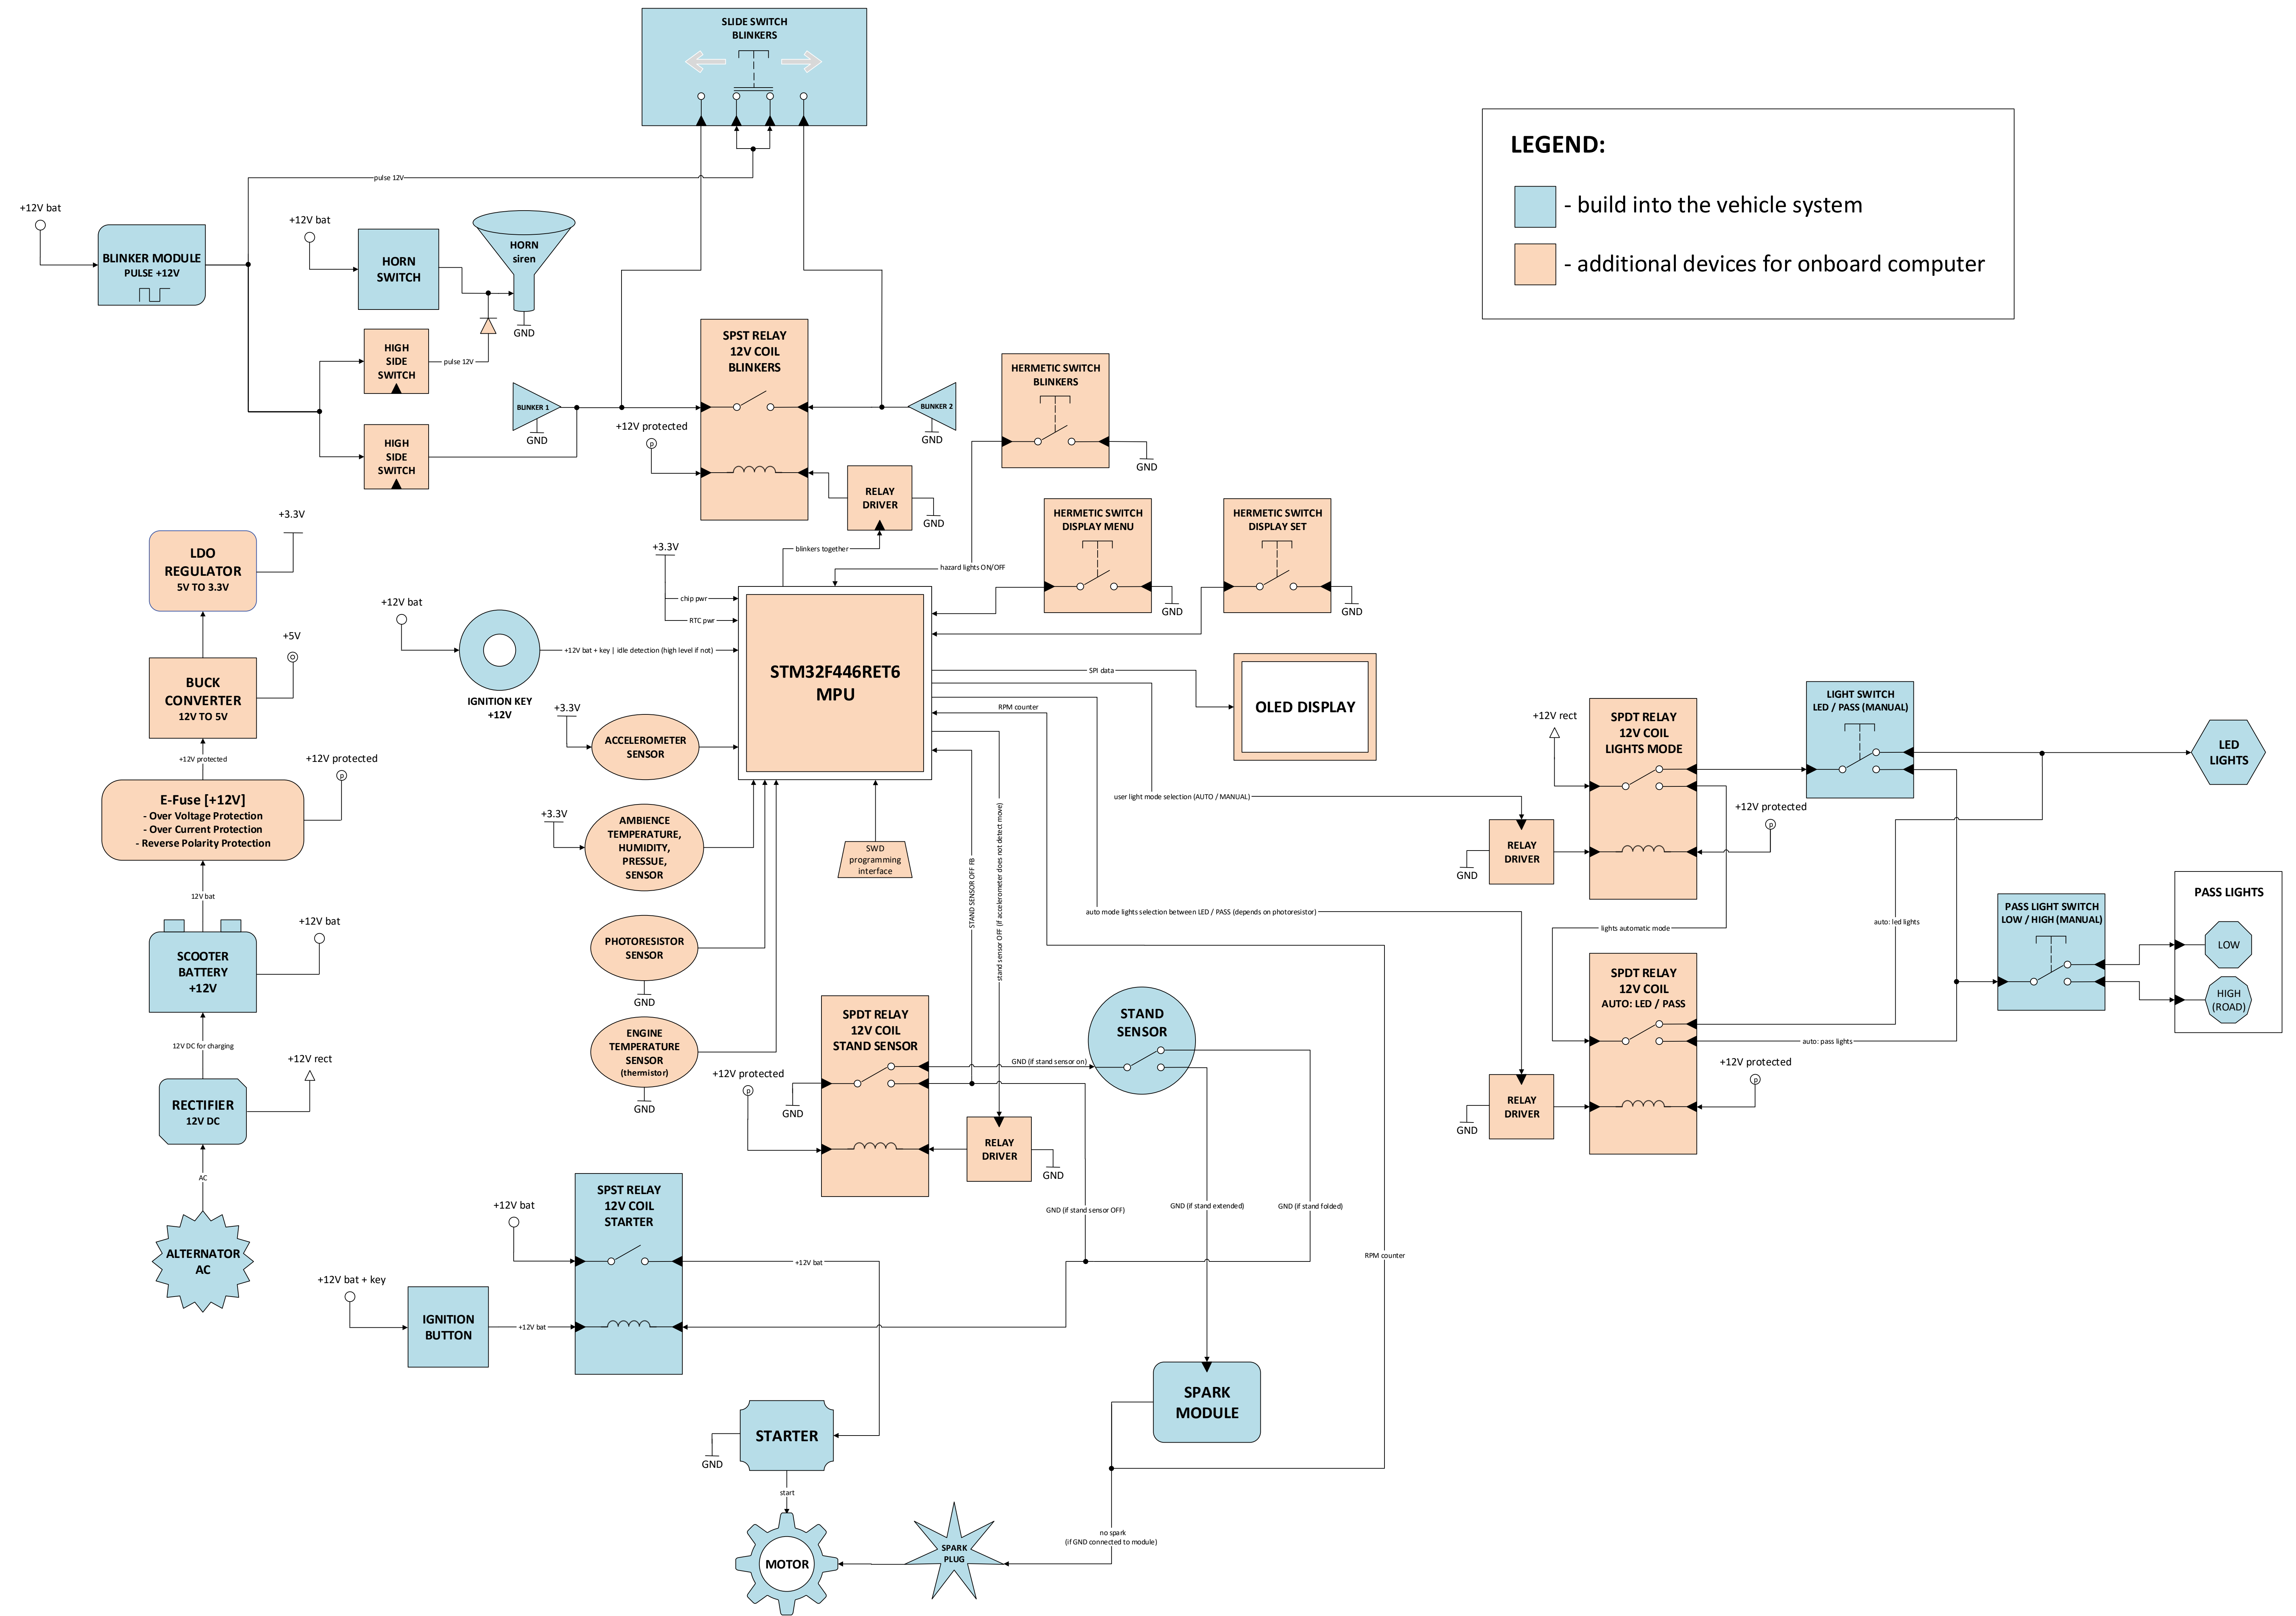 SLIDE SWITCH
BLINKERS
pulse 12V
LEGEND:
- build into the vehicle system
- additional devices for onboard computer
+12V bat
BLINKER MODULE
PULSE +12V
+12V bat
HORN
SWITCH
HORN
siren
GND
HIGH
SIDE
SWITCH
pulse 12V
HIGH
SIDE
SWITCH
BLINKER 1
GND
SPST RELAY
12V COIL
BLINKERS
+12V protected
p
BLINKER 2
GND
RELAY
DRIVER
GND
blinkers together
HERMETIC SWITCH
BLINKERS
GND
hazard lights ON/OFF
HERMETIC SWITCH
DISPLAY MENU
GND
HERMETIC SWITCH
DISPLAY SET
GND
+3.3V
LDO
REGULATOR
5V TO 3.3V
+5V
BUCK
CONVERTER
12V TO 5V
+12V protected
+12V protected
p
E-Fuse [+12V]
- Over Voltage Protection
- Over Current Protection
- Reverse Polarity Protection
12V bat
+12V bat
SCOOTER
BATTERY
+12V
12V DC for charging
+12V rect
RECTIFIER
12V DC
AC
ALTERNATOR
AC
+3.3V
chip pwr
RTC pwr
+12V bat
IGNITION KEY
+12V
+12V bat + key | idle detection (high level if not)
STM32F446RET6
MPU
+3.3V
ACCELEROMETER
SENSOR
+3.3V
AMBIENCE
TEMPERATURE,
HUMIDITY,
PRESSUE,
SENSOR
PHOTORESISTOR
SENSOR
GND
ENGINE
TEMPERATURE
SENSOR
(thermistor)
GND
SWD
programming
interface
SPI data
OLED DISPLAY
RPM counter
user light mode selection (AUTO / MANUAL)
auto mode lights selection between LED / PASS (depends on photoresistor)
STAND SENSOR OFF FB
stand sensor OFF (if accelerometer does not detect move)
+12V rect
SPDT RELAY
12V COIL
LIGHTS MODE
RELAY
DRIVER
GND
+12V protected
p
LIGHT SWITCH
LED / PASS (MANUAL)
LED
LIGHTS
lights automatic mode
auto: led lights
SPDT RELAY
12V COIL
AUTO: LED / PASS
auto: pass lights
+12V protected
p
RELAY
DRIVER
GND
PASS LIGHT SWITCH
LOW / HIGH (MANUAL)
PASS LIGHTS
LOW
HIGH
(ROAD)
SPDT RELAY
12V COIL
STAND SENSOR
+12V protected
p
GND
GND (if stand sensor on)
STAND
SENSOR
RELAY
DRIVER
GND
GND (if stand sensor OFF)
GND (if stand extended)
GND (if stand folded)
RPM counter
+12V bat
SPST RELAY
12V COIL
STARTER
+12V bat
+12V bat + key
IGNITION
BUTTON
+12V bat
STARTER
GND
start
MOTOR
SPARK
PLUG
no spark
(if GND connected to module)
SPARK
MODULE